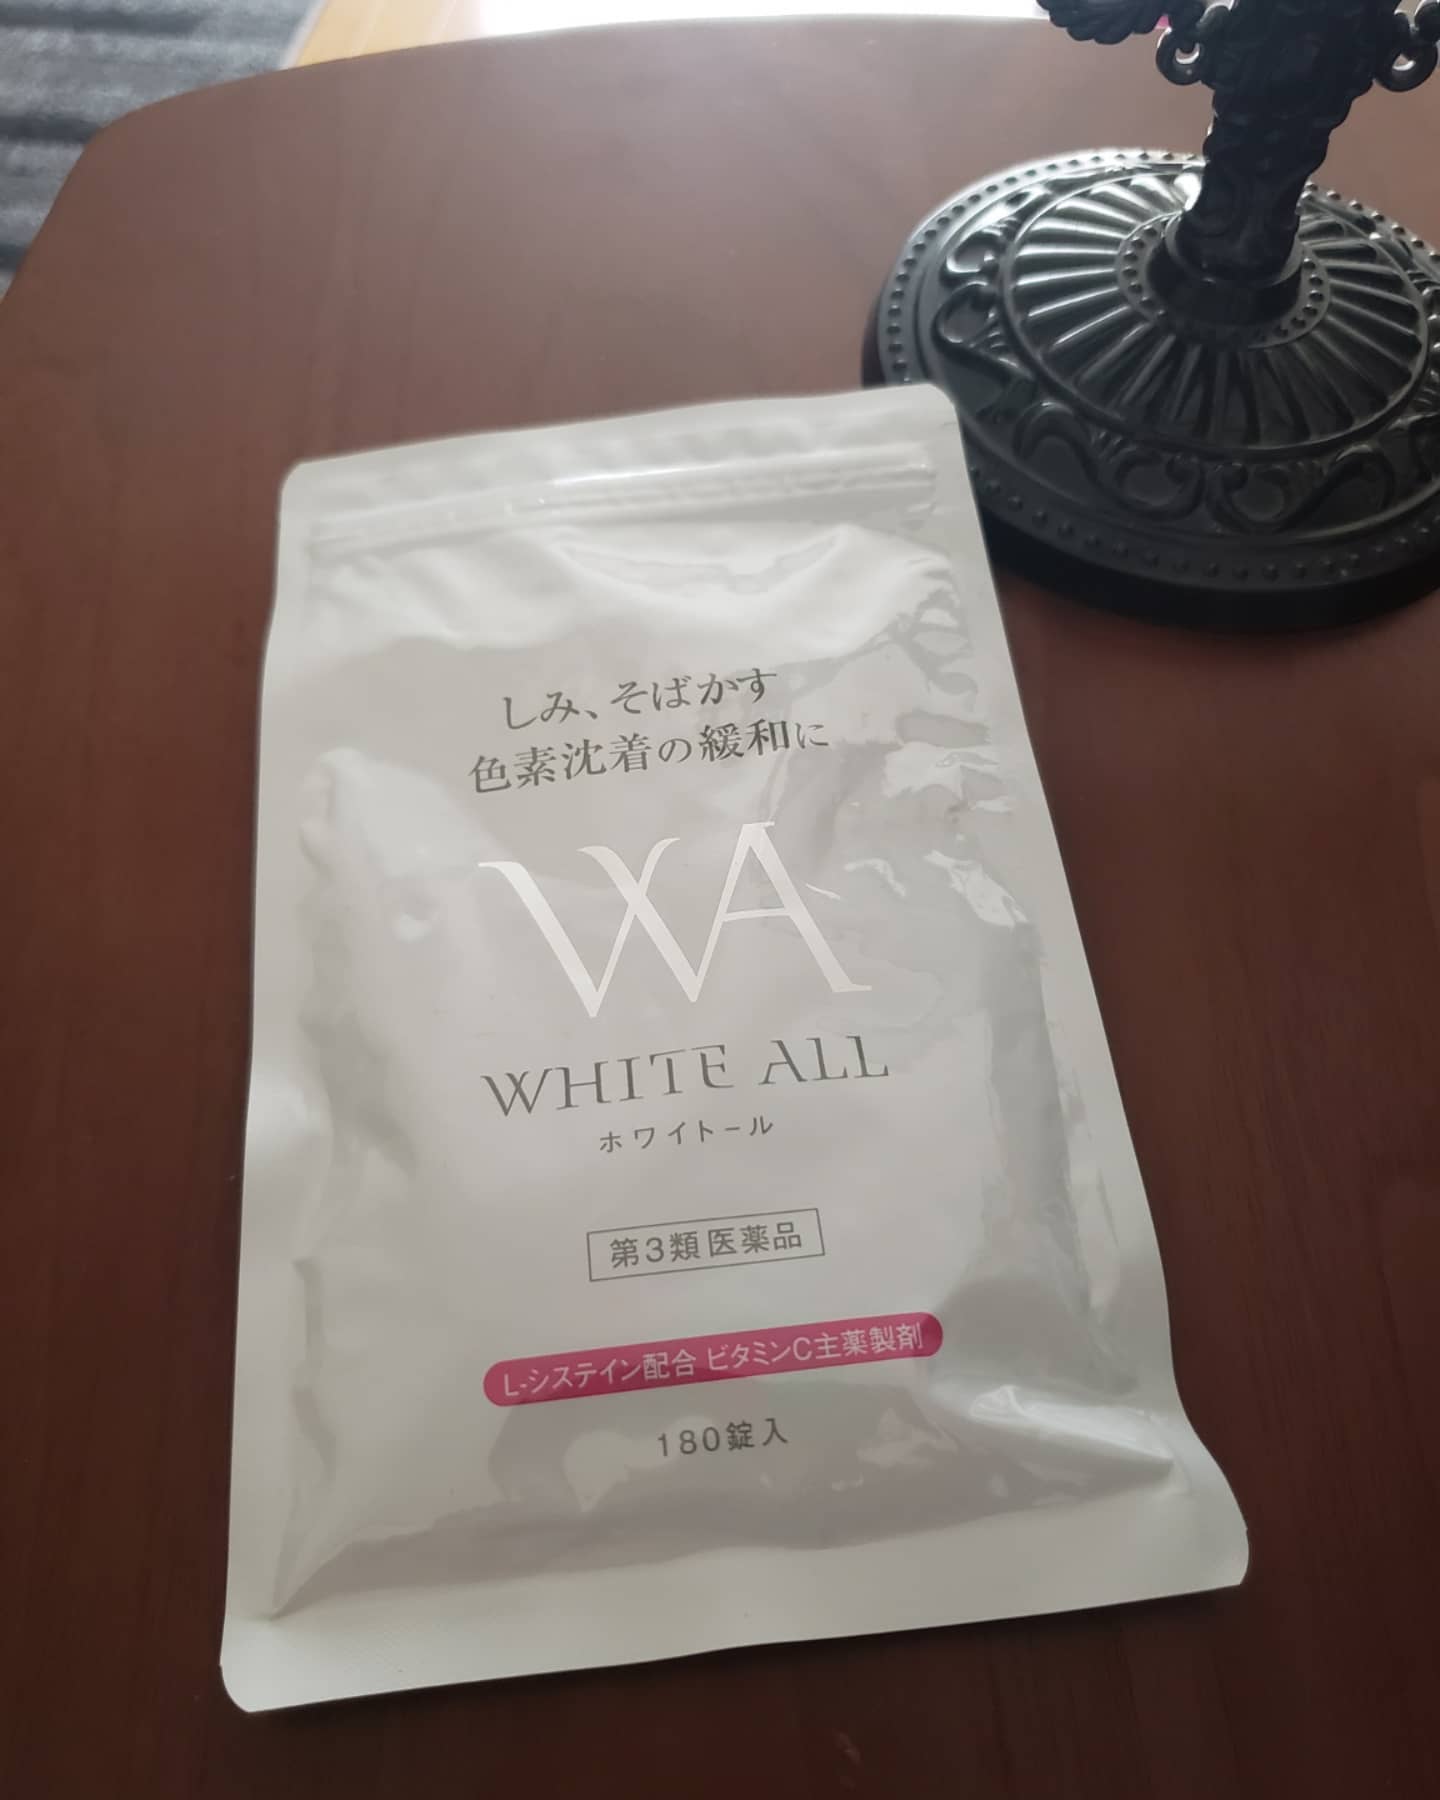 しみ、そばかす
色素沈着の緩和に
WA
WHITE ALL
ホワイトール
第3類医薬品
L-システイン配合 ビタミンC主薬製剤
180錠入